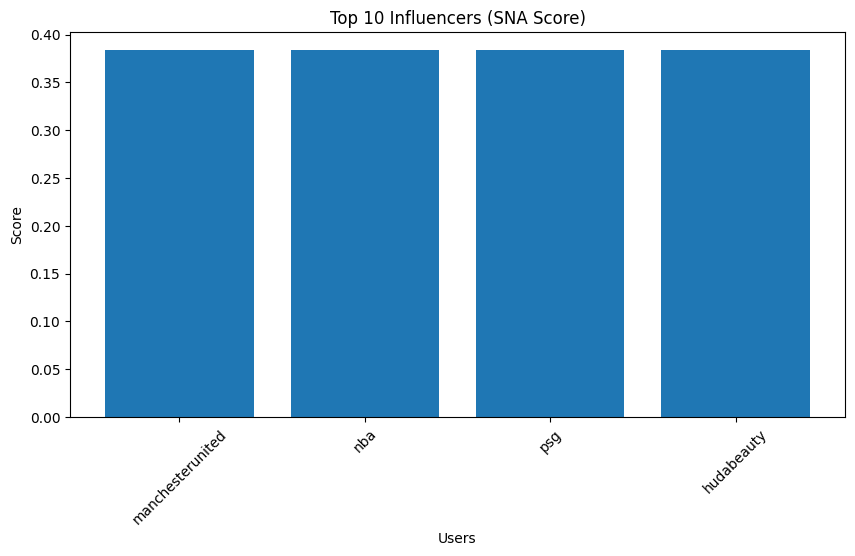 Top 10 Influencers (SNA Score)
0.40
0.35
0.30
0.25
0.20
0.15
0.10
0.05
0.00
Score
manchesterunited
nba
psg
hudabeauty
Users